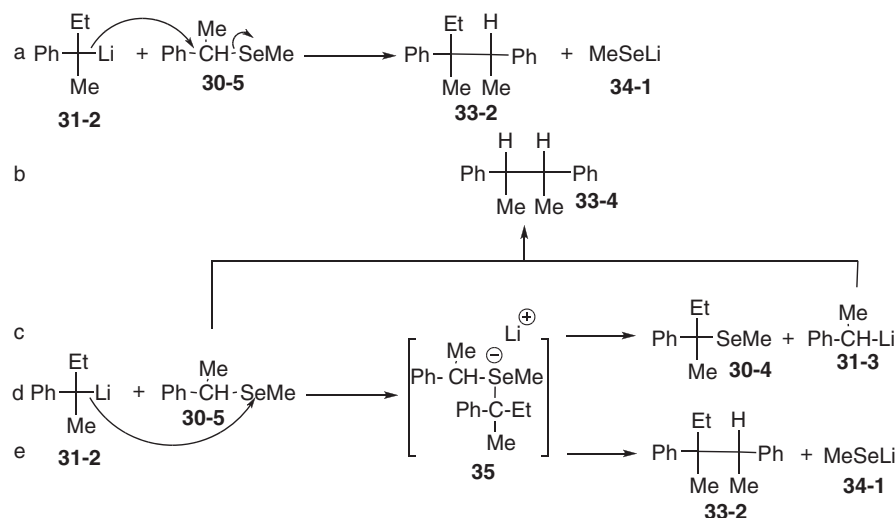 Et Me Et H
a Ph Li + Ph-CH-SeMe Ph Ph + MeSeLi
Me 30-5 Me Me 34-1
31-2 33-2
H H
b Ph Ph
Me Me 33-4
c Li ⊕ Et Me
Et Me Me ⊖ Ph SeMe + Ph-CH-Li
d Ph Li + Ph-CH-SeMe Ph-CH-SeMe Me 30-4 31-3
Me 30-5 Ph-C-Et Et H
e 31-2 Me Ph Ph + MeSeLi
35 Me Me 34-1
33-2